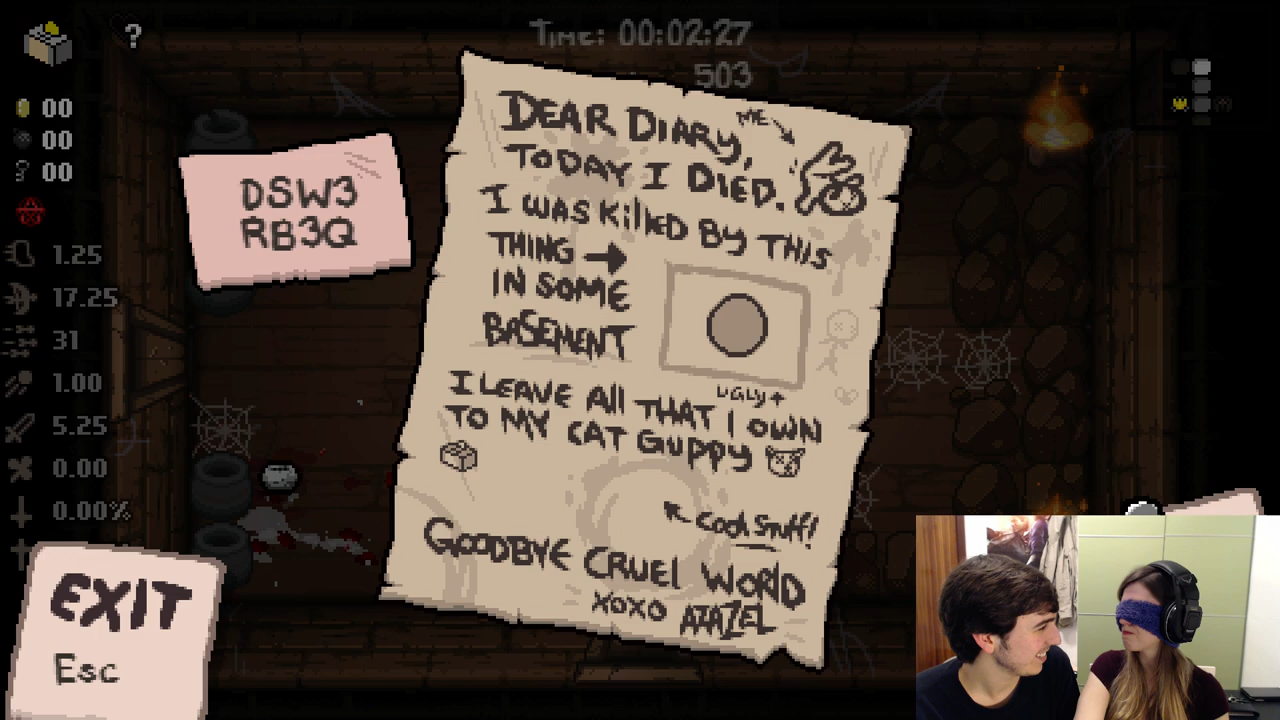 ?
Time: 00:02:27
503
00
00
00
1.25
17.25
31
1.00
5.25
0.00
0.00%
DSW3
RB3Q
DEAR DIARY,
ME
TODAY I DIED.
I WAS KillED BY THIS
THING →
IN SOME
BASEMENT
UGLY
I LEAVE All THAT I OWN
TO MY CAT GUPPY
Cool Stuff!
GOODBYE CRUEl WORlD
XOXO AZAZEL
EXIT
Esc